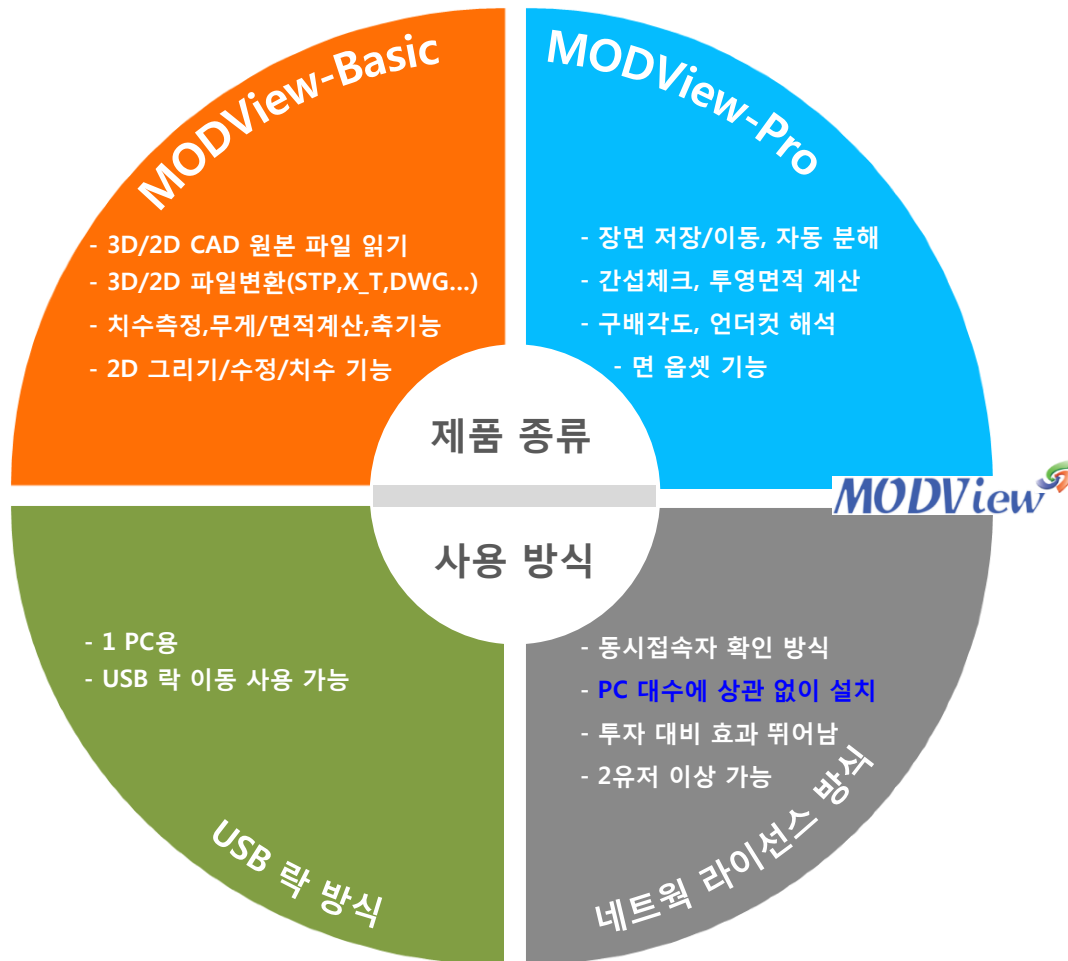 MODView-Basic
- 3D/2D CAD 원본 파일 읽기
- 3D/2D 파일변환(STP,X_T,DWG...)
- 치수측정,무게/면적계산,축기능
- 2D 그리기/수정/치수 기능
MODView-Pro
- 장면 저장/이동, 자동 분해
- 간섭체크, 투영면적 계산
- 구배각도, 언더컷 해석
- 면 옵셋 기능
제품 종류
MODView
사용 방식
- 1 PC용
- USB 락 이동 사용 가능
USB 락 방식
- 동시접속자 확인 방식
- PC 대수에 상관 없이 설치
- 투자 대비 효과 뛰어남
- 2유저 이상 가능
네트웍 라이선스 방식